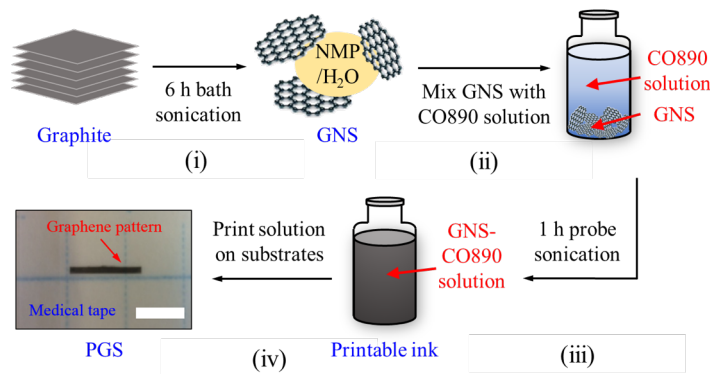 NMP
/H₂O
6 h bath
sonication
Graphite
GNS
(i)
Mix GNS with
CO890 solution
(ii)
CO890
solution
GNS
1 h probe
sonication
(iii)
GNS-
CO890
solution
Printable ink
Print solution
on substrates
(iv)
Graphene pattern
Medical tape
PGS